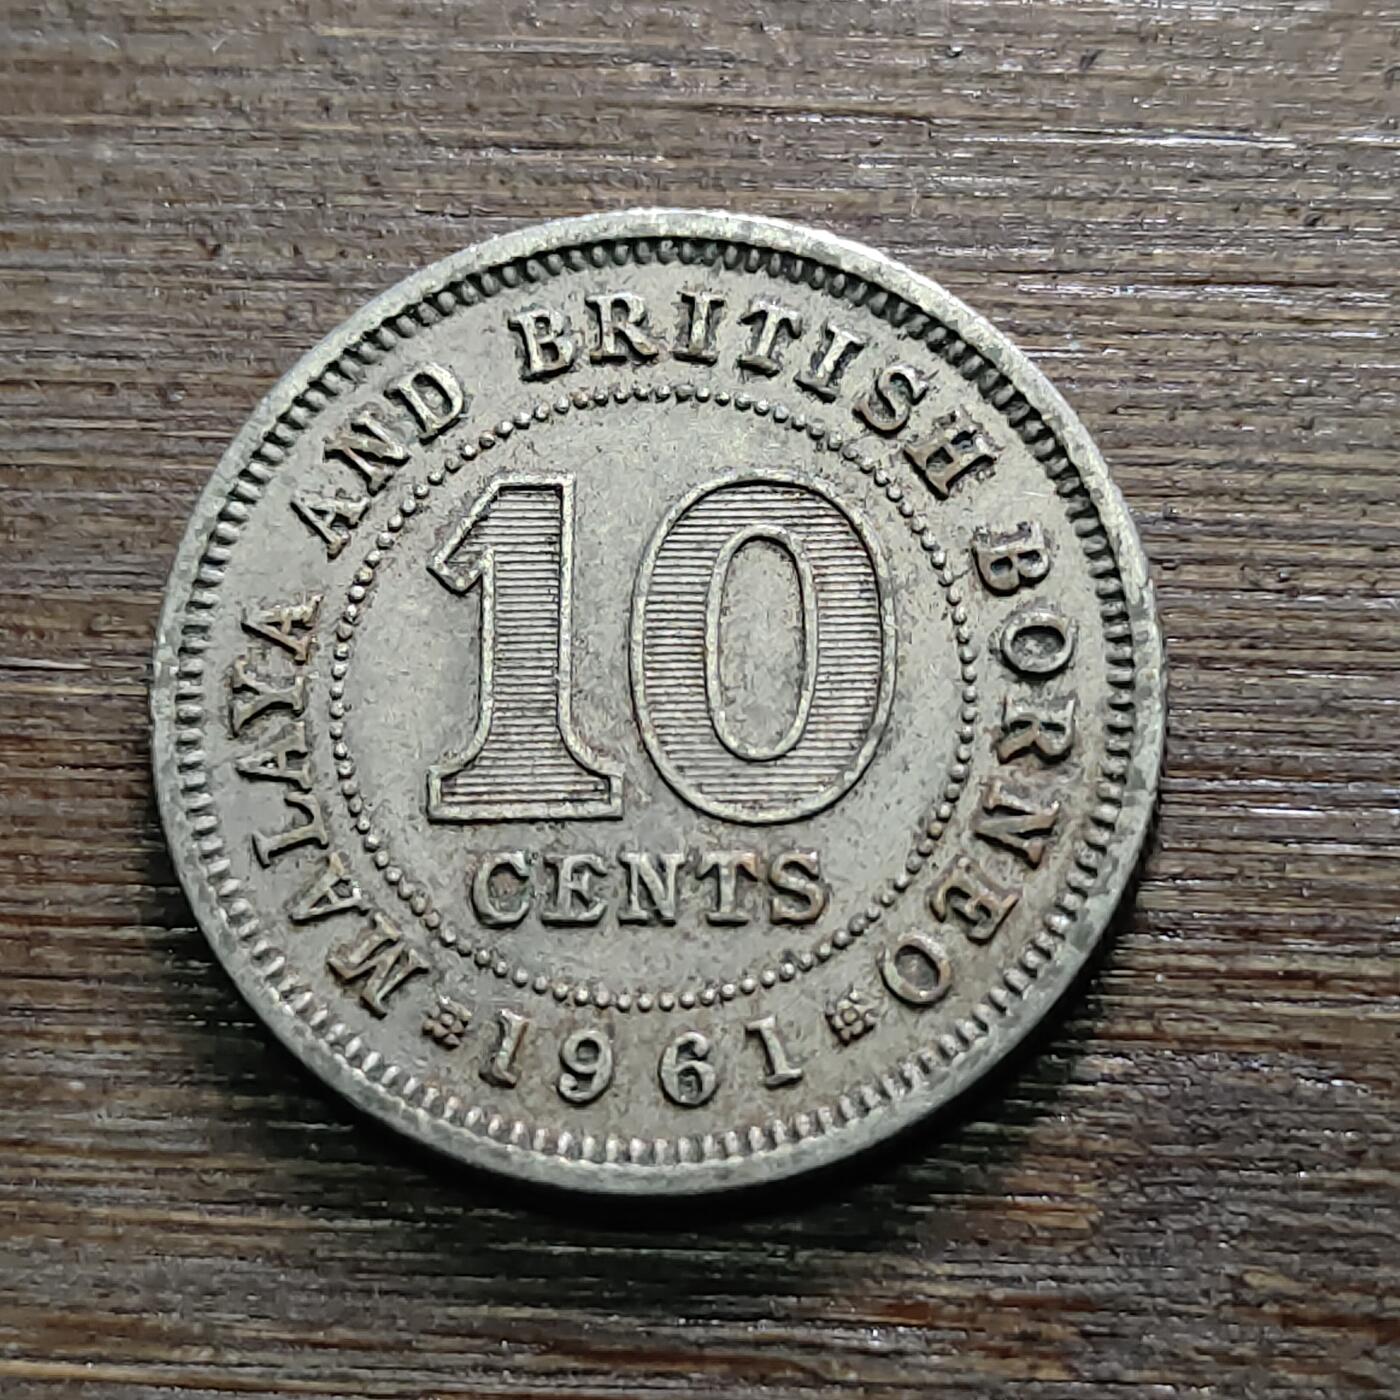 MALAYA AND BRITISH BORNEO
10
CENTS
1961